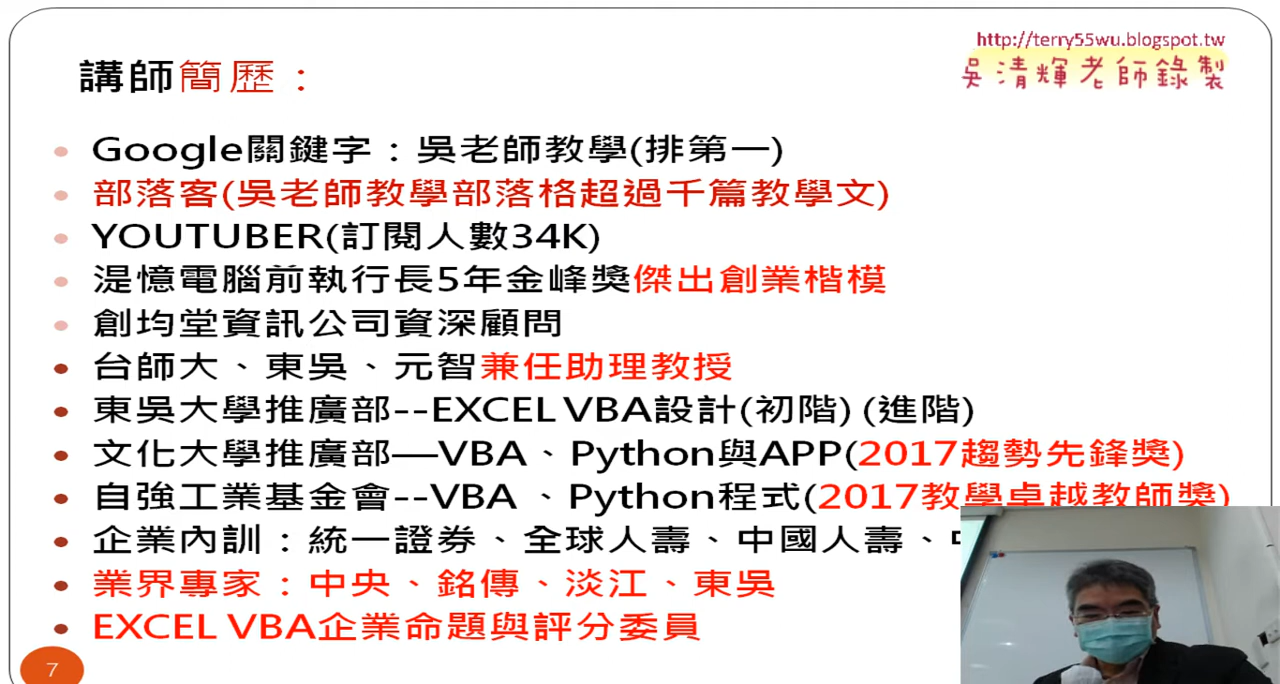 http://terry55wu.blogspot.tw
吳清輝老師錄製
講師簡歷：
Google關鍵字：吳老師教學(排第一)
部落客(吳老師教學部落格超過千篇教學文)
YOUTUBER(訂閱人數34K)
湜憶電腦前執行長5年金峰獎傑出創業楷模
創均堂資訊公司資深顧問
台師大、東吳、元智兼任助理教授
東吳大學推廣部--EXCEL VBA設計(初階) (進階)
文化大學推廣部—VBA、Python與APP(2017趨勢先鋒獎)
自強工業基金會--VBA 、Python程式(2017教學卓越教師獎)
企業內訓：統一證券、全球人壽、中國人壽、
業界專家：中央、銘傳、淡江、東吳
EXCEL VBA企業命題與評分委員
7